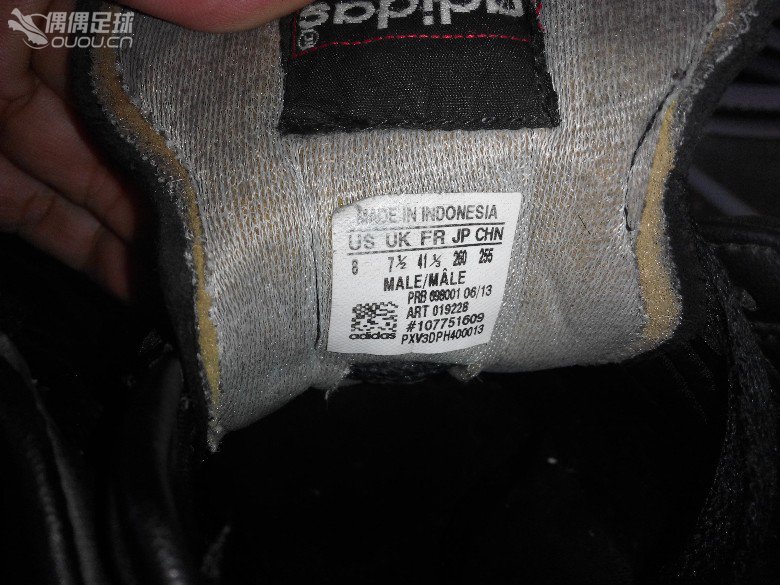 偶偶足球
ouou.cn
adidas
®
MADE IN INDONESIA
US UK FR JP CHN
8 7½ 41⅓ 260 255
MALE/MÂLE
PRB 698001 06/13
ART 019228
#107751609
adidas PXV3DPH400013